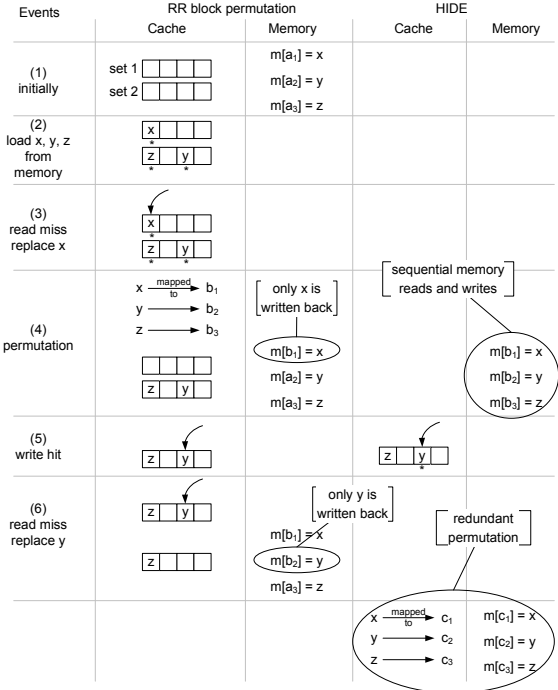 Events
RR block permutation
HIDE
Cache
Memory
Cache
Memory
(1)
initially
set 1
set 2
m[a₁] = x
m[a₂] = y
m[a₃] = z
(2)
load x, y, z
from
memory
x
*
z y
* *
(3)
read miss
replace x
x
*
z y
* *
(4)
permutation
x mapped to b₁
y b₂
z b₃
z y
only x is
written back
m[b₁] = x
m[a₂] = y
m[a₃] = z
sequential memory
reads and writes
m[b₁] = x
m[b₂] = y
m[b₃] = z
(5)
write hit
z y
z y
*
(6)
read miss
replace y
z y
z
only y is
written back
m[b₁] = x
m[b₂] = y
m[a₃] = z
redundant
permutation
x mapped to c₁
y c₂
z c₃
m[c₁] = x
m[c₂] = y
m[c₃] = z